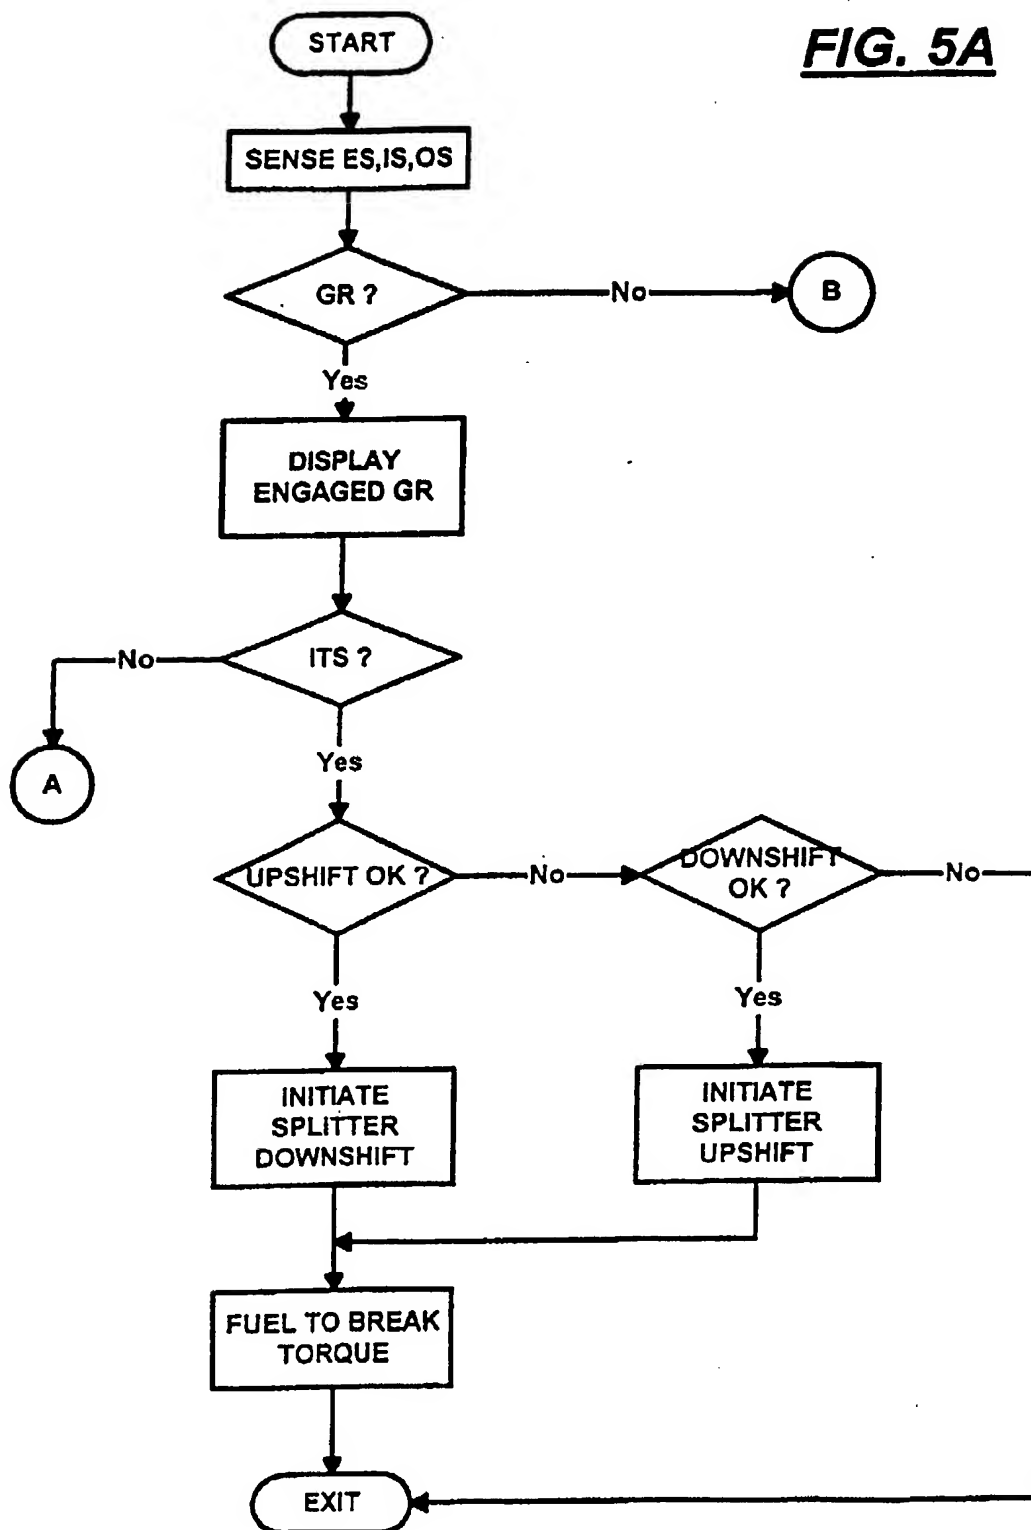 FIG. 5A
START
SENSE ES,IS,OS
GR ?
No
B
Yes
DISPLAY
ENGAGED GR
ITS ?
No
A
Yes
UPSHIFT OK ?
No
DOWNSHIFT
OK ?
No
Yes
Yes
INITIATE
SPLITTER
DOWNSHIFT
INITIATE
SPLITTER
UPSHIFT
FUEL TO BREAK
TORQUE
EXIT